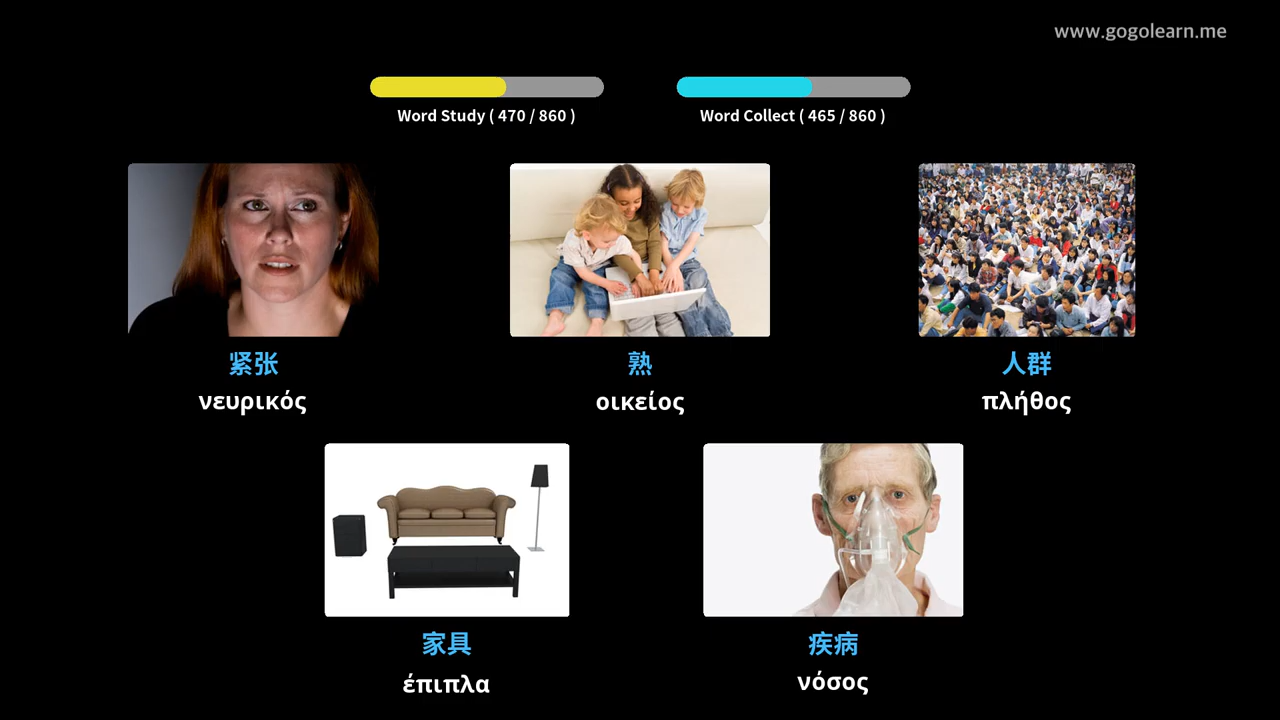 www.gogolearn.me
Word Study ( 470 / 860 )
Word Collect ( 465 / 860 )
紧张
νευρικός
熟
οικείος
人群
πλήθος
家具
έπιπλα
疾病
νόσος